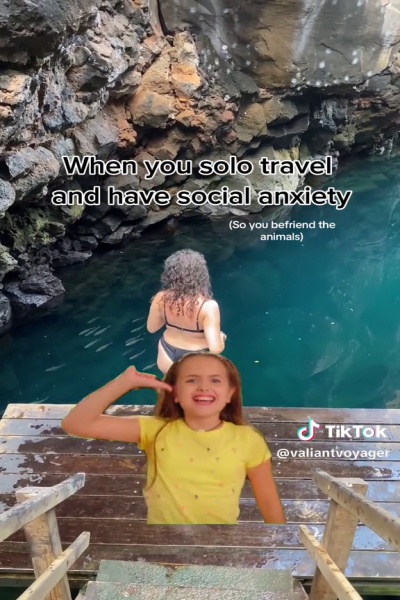 When you solo travel
and have social anxiety
(So you befriend the
animals)
TikTok
@valiantvoyager